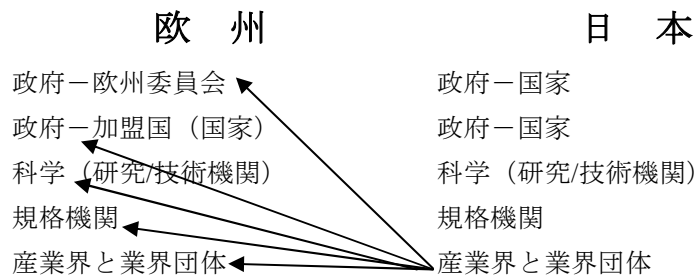 欧 州
政府－欧州委員会
政府－加盟国（国家）
科学（研究/技術機関）
規格機関
産業界と業界団体
日 本
政府－国家
政府－国家
科学（研究/技術機関）
規格機関
産業界と業界団体